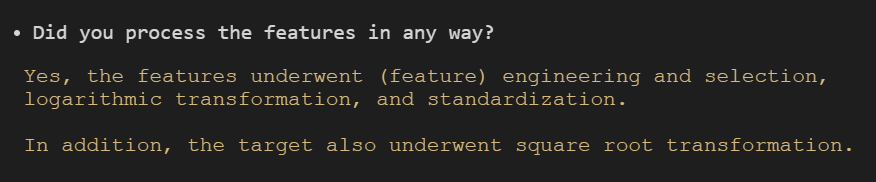 • Did you process the features in any way?
Yes, the features underwent (feature) engineering and selection,
logarithmic transformation, and standardization.
In addition, the target also underwent square root transformation.